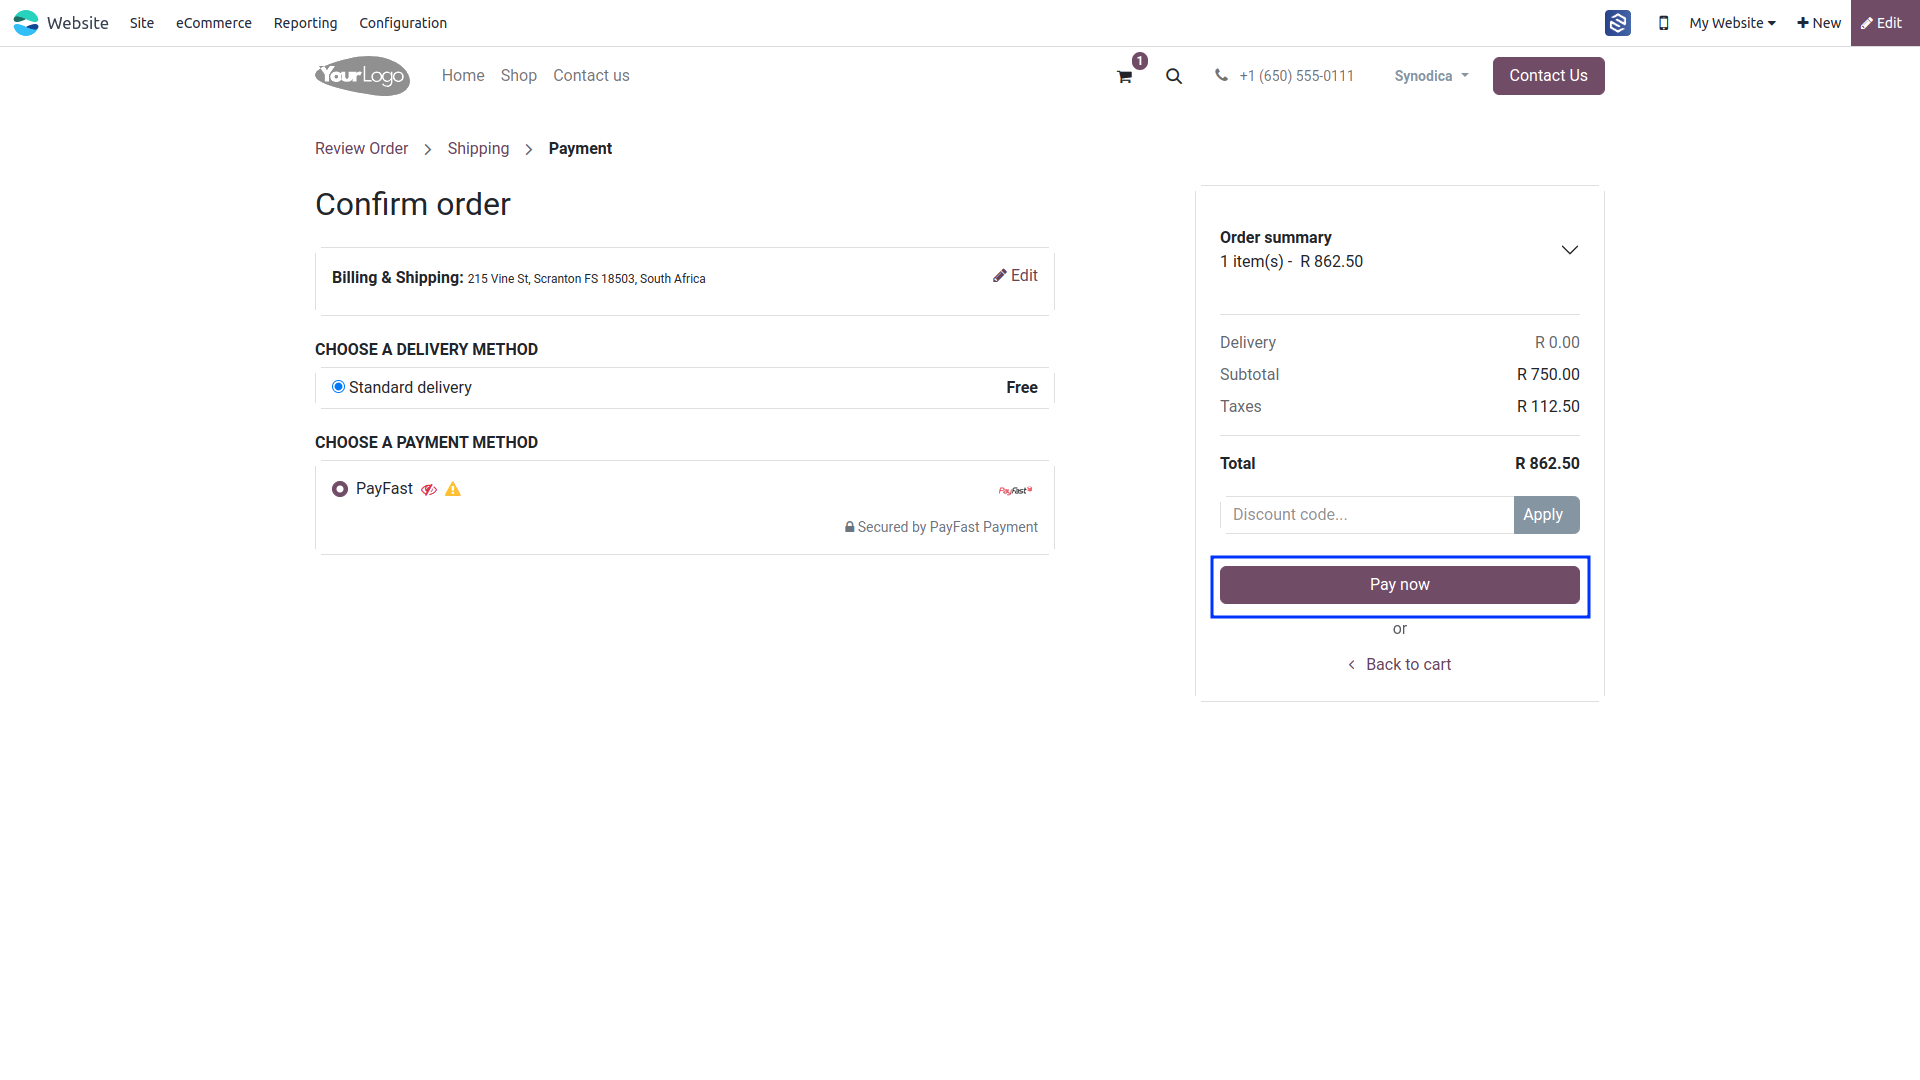 Website Site eCommerce Reporting Configuration My Website New Edit
YourLogo Home Shop Contact us 1 +1 (650) 555-0111 Synodica Contact Us
Review Order > Shipping > Payment
Confirm order
Billing & Shipping: 215 Vine St, Scranton FS 18503, South Africa Edit
CHOOSE A DELIVERY METHOD
Standard delivery Free
CHOOSE A PAYMENT METHOD
PayFast PayFast
Secured by PayFast Payment
Order summary
1 item(s) - R 862.50
Delivery R 0.00
Subtotal R 750.00
Taxes R 112.50
Total R 862.50
Discount code... Apply
Pay now
or
Back to cart